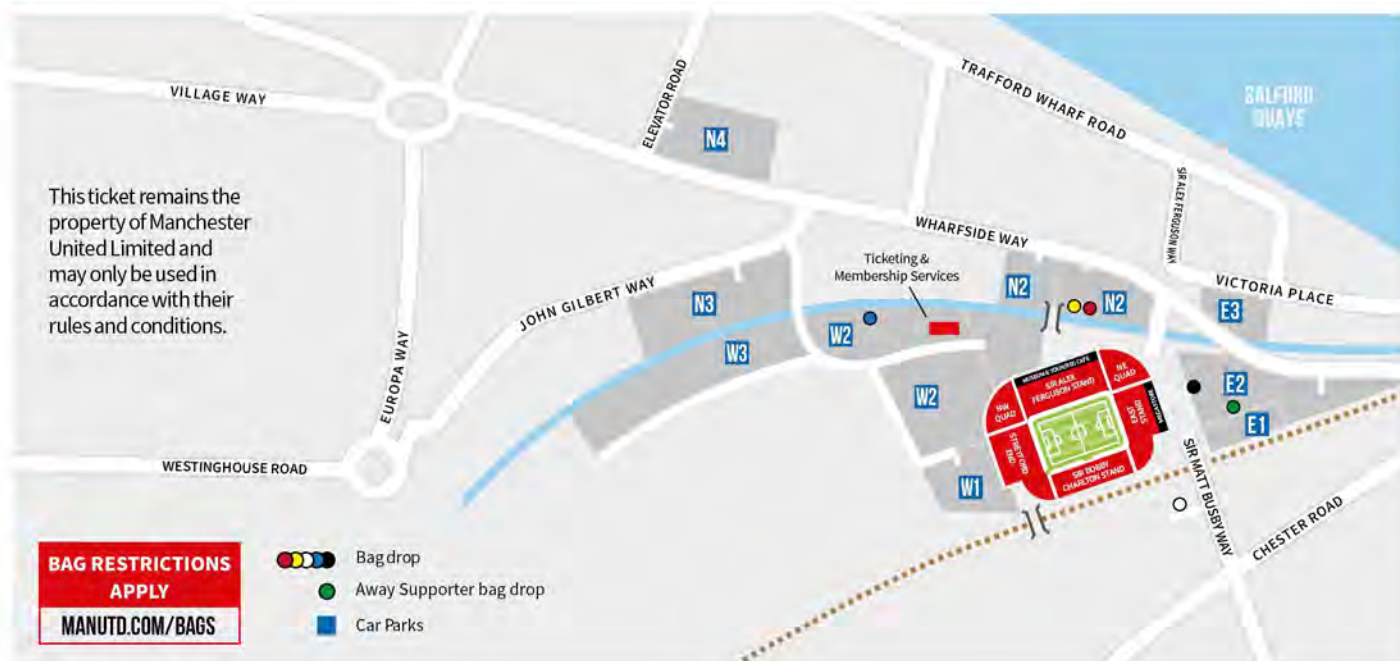 SALFORD
QUAYS
TRAFFORD WHARF ROAD
ELEVATOR ROAD
VILLAGE WAY
N4
This ticket remains the
property of Manchester
United Limited and
may only be used in
accordance with their
rules and conditions.
SIR ALEX FERGUSON WAY
WHARFSIDE WAY
Ticketing &
Membership Services
VICTORIA PLACE
JOHN GILBERT WAY
N3
N2
N2
E3
W2
W3
EUROPA WAY
MUSEUM & TOUR/RED CAFE
SIR ALEX
FERGUSON STAND
NE
QUAD
NW
QUAD
EAST
STAND
MEGASTORE
STRETFORD
END
SIR BOBBY
CHARLTON STAND
W2
E2
E1
WESTINGHOUSE ROAD
W1
SIR MATT BUSBY WAY
CHESTER ROAD
BAG RESTRICTIONS
APPLY
MANUTD.COM/BAGS
Bag drop
Away Supporter bag drop
Car Parks